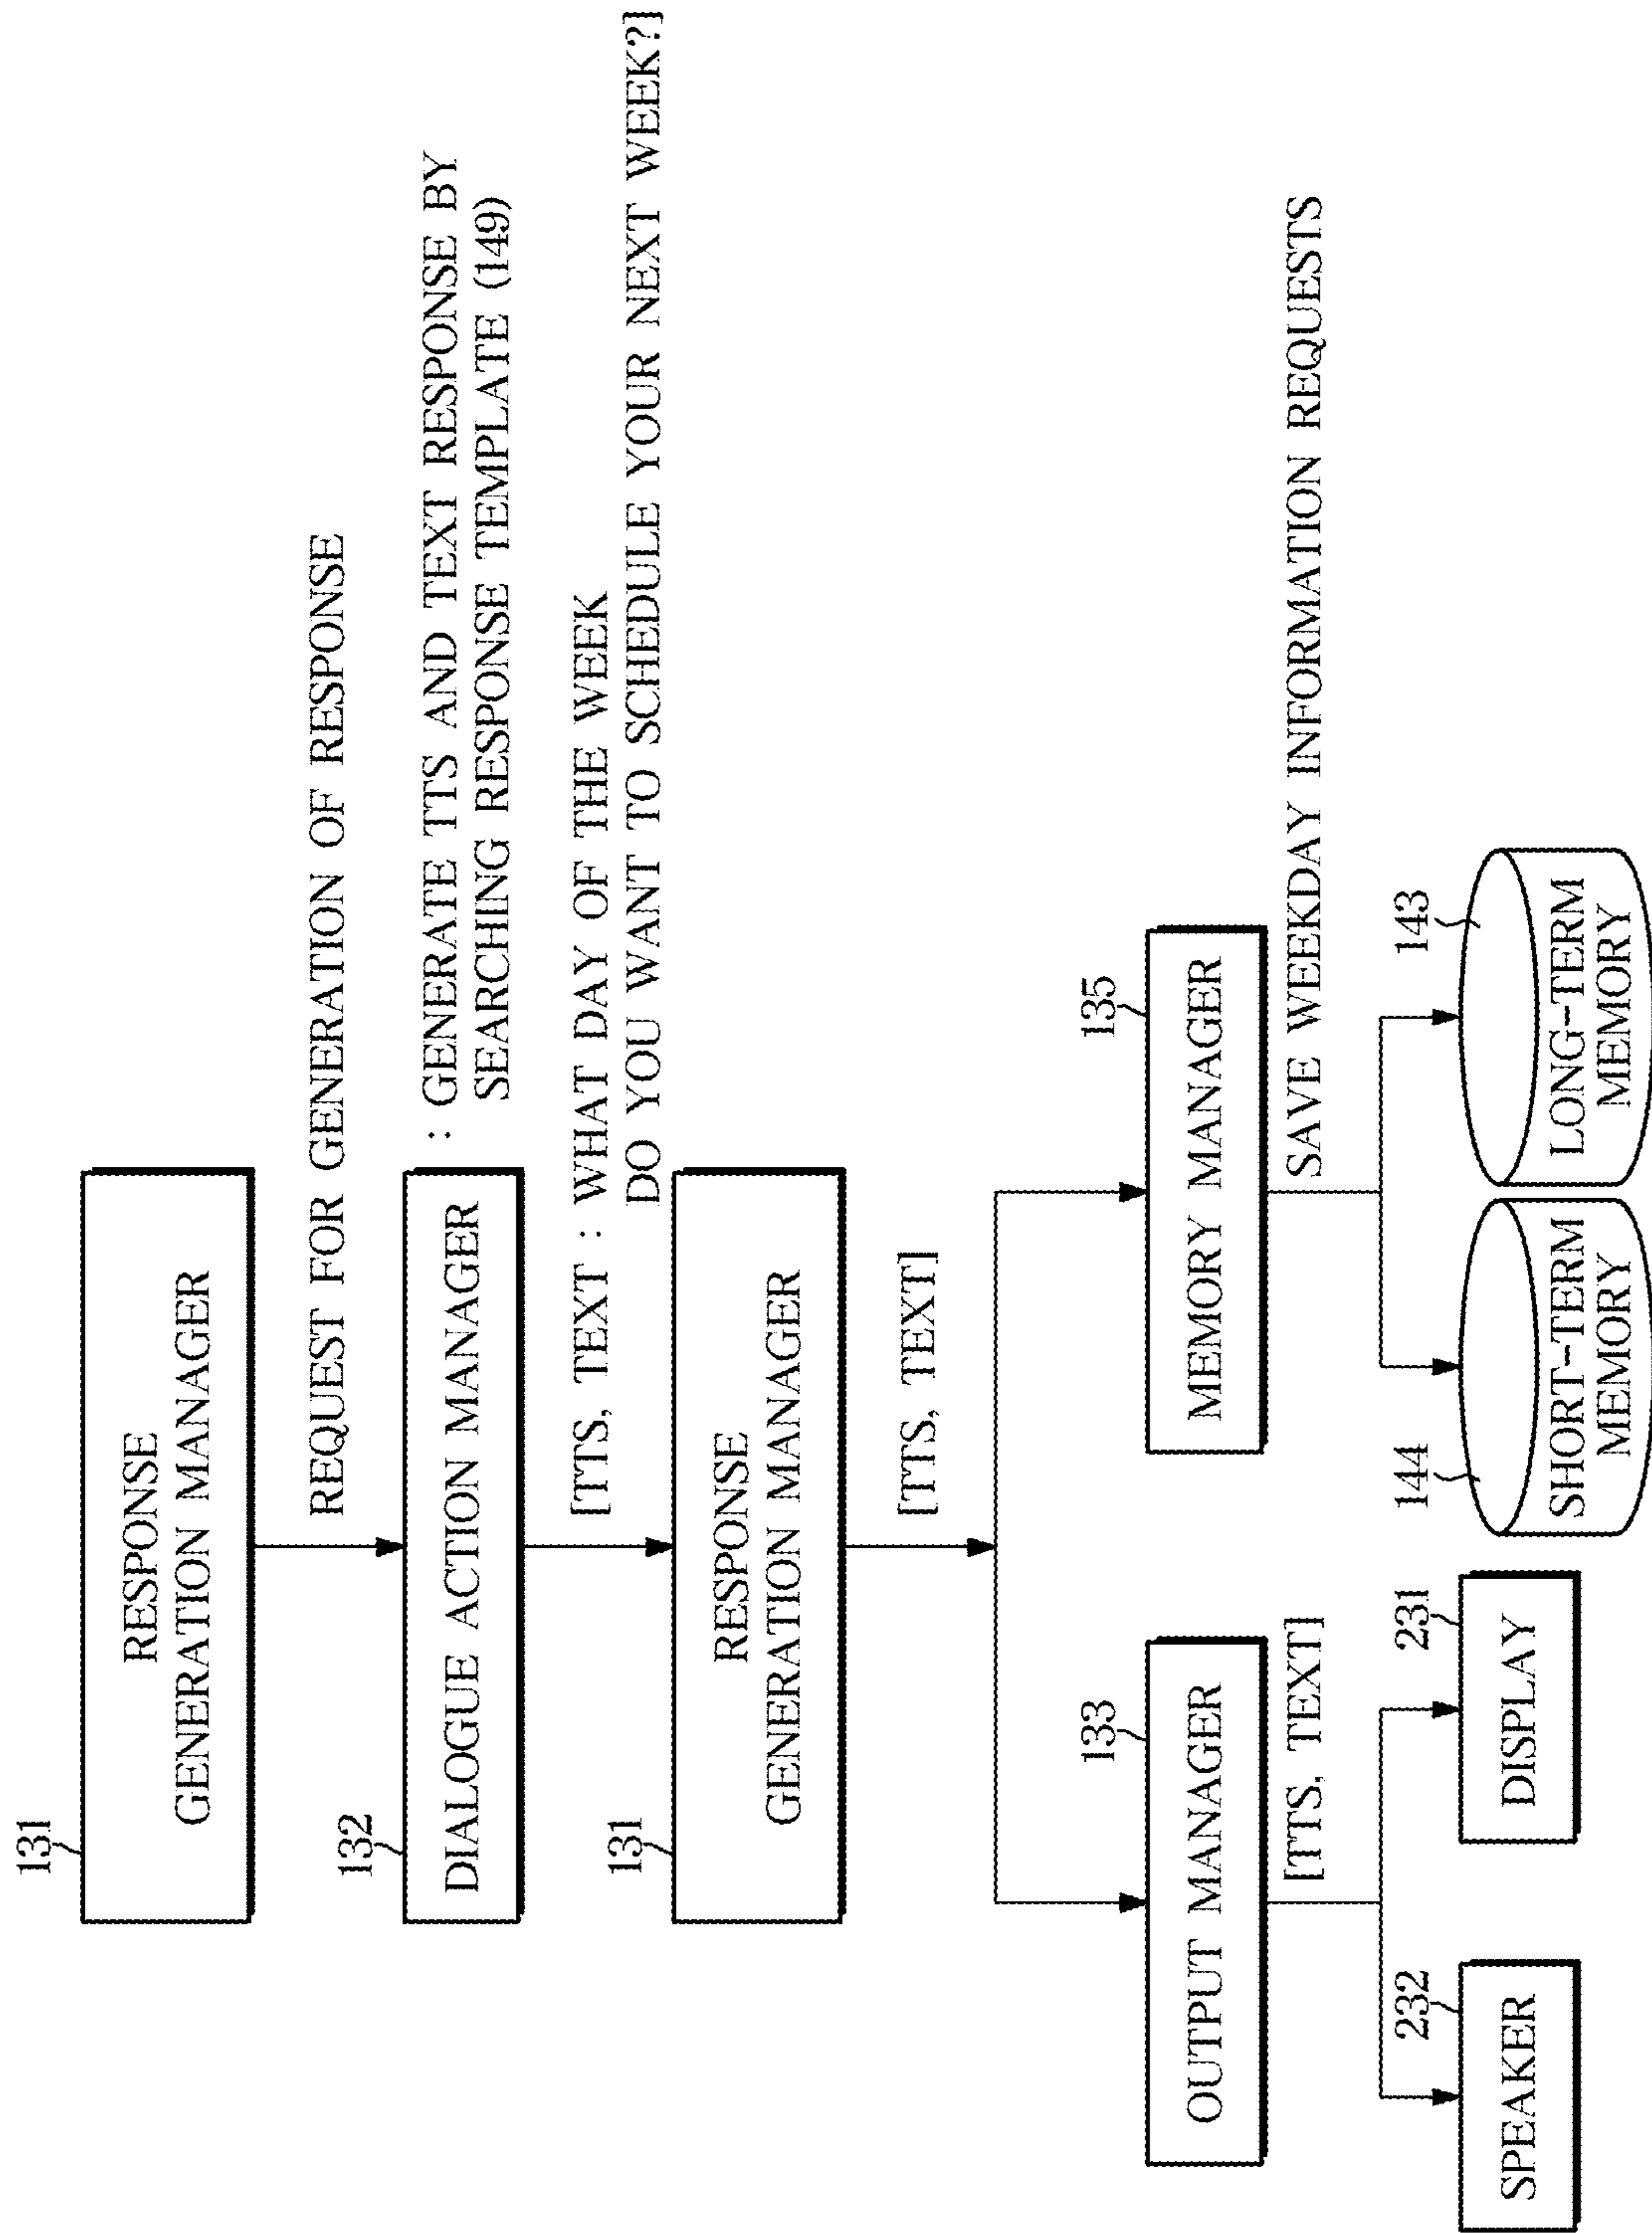 131
RESPONSE
GENERATION MANAGER
REQUEST FOR GENERATION OF RESPONSE
132
DIALOGUE ACTION MANAGER
: GENERATE TTS AND TEXT RESPONSE BY
SEARCHING RESPONSE TEMPLATE (149)
[TTS, TEXT : WHAT DAY OF THE WEEK
DO YOU WANT TO SCHEDULE YOUR NEXT WEEK?]
131
RESPONSE
GENERATION MANAGER
[TTS, TEXT]
133
OUTPUT MANAGER
135
MEMORY MANAGER
[TTS, TEXT]
SAVE WEEKDAY INFORMATION REQUESTS
232
SPEAKER
231
DISPLAY
144
SHORT-TERM
MEMORY
143
LONG-TERM
MEMORY